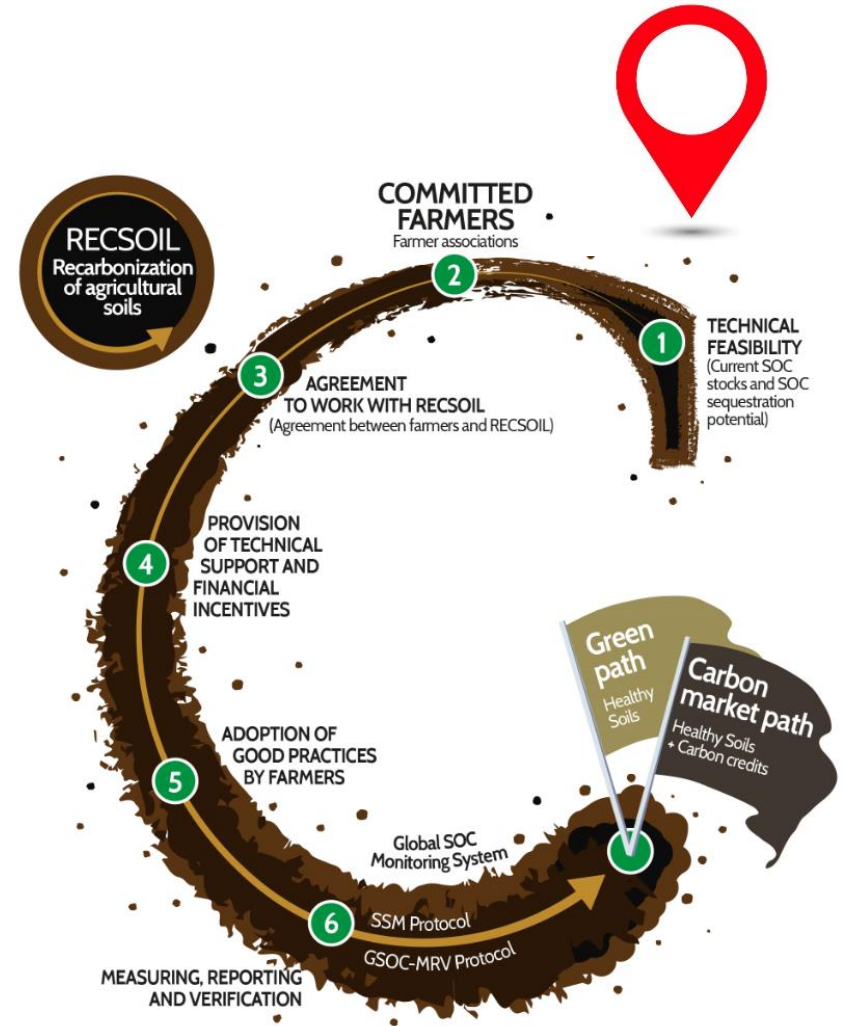 RECSOIL
Recarbonization
of agricultural
soils
COMMITTED
FARMERS
Farmer associations
2
1
TECHNICAL
FEASIBILITY
(Current SOC
stocks and SOC
sequestration
potential)
3
AGREEMENT
TO WORK WITH RECSOIL
(Agreement between farmers and RECSOIL)
4
PROVISION
OF TECHNICAL
SUPPORT AND
FINANCIAL
INCENTIVES
5
ADOPTION OF
GOOD PRACTICES
BY FARMERS
6
MEASURING, REPORTING
AND VERIFICATION
Global SOC
Monitoring System
SSM Protocol
GSOC-MRV Protocol
Green
path
Healthy
Soils
Carbon
market path
Healthy Soils
+ Carbon credits